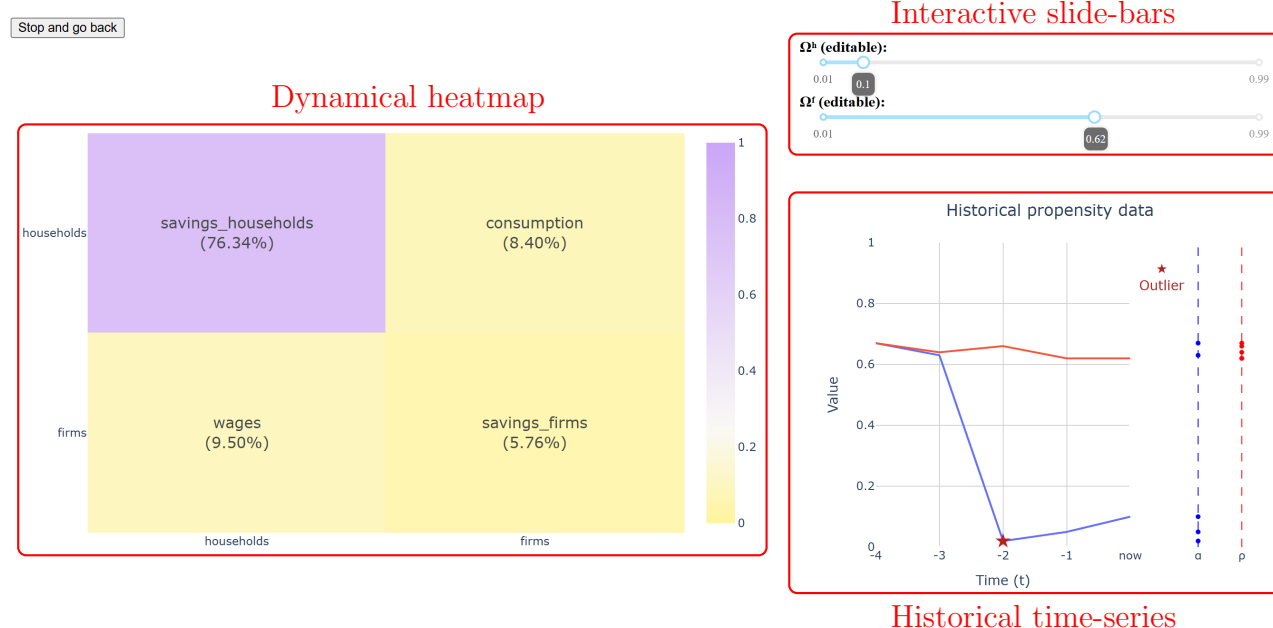 Interactive slide-bars
Stop and go back
Ωʰ (editable):
0.01
0.1
0.99
Ωᶠ (editable):
0.01
0.62
0.99
Dynamical heatmap
households
firms
savings_households
(76.34%)
consumption
(8.40%)
wages
(9.50%)
savings_firms
(5.76%)
households
firms
1
0.8
0.6
0.4
0.2
0
Historical propensity data
Value
1
0.8
0.6
0.4
0.2
0
Outlier
-4
-3
-2
-1
now
α
ρ
Time (t)
Historical time-series